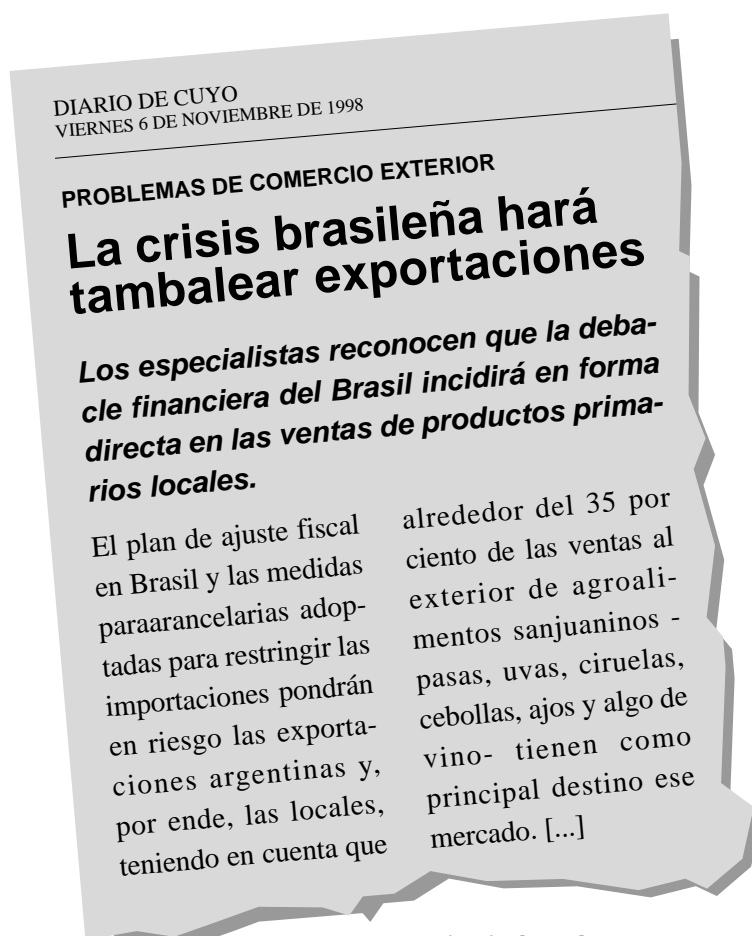 DIARIO DE CUYO
VIERNES 6 DE NOVIEMBRE DE 1998
PROBLEMAS DE COMERCIO EXTERIOR
La crisis brasileña hará
tambalear exportaciones
Los especialistas reconocen que la deba-
cle financiera del Brasil incidirá en forma
directa en las ventas de productos prima-
rios locales.
El plan de ajuste fiscal
en Brasil y las medidas
paraarancelarias adop-
tadas para restringir las
importaciones pondrán
en riesgo las exporta-
ciones argentinas y,
por ende, las locales,
teniendo en cuenta que
alrededor del 35 por
ciento de las ventas al
exterior de agroali-
mentos sanjuaninos -
pasas, uvas, ciruelas,
cebollas, ajos y algo de
vino- tienen como
principal destino ese
mercado. [...]